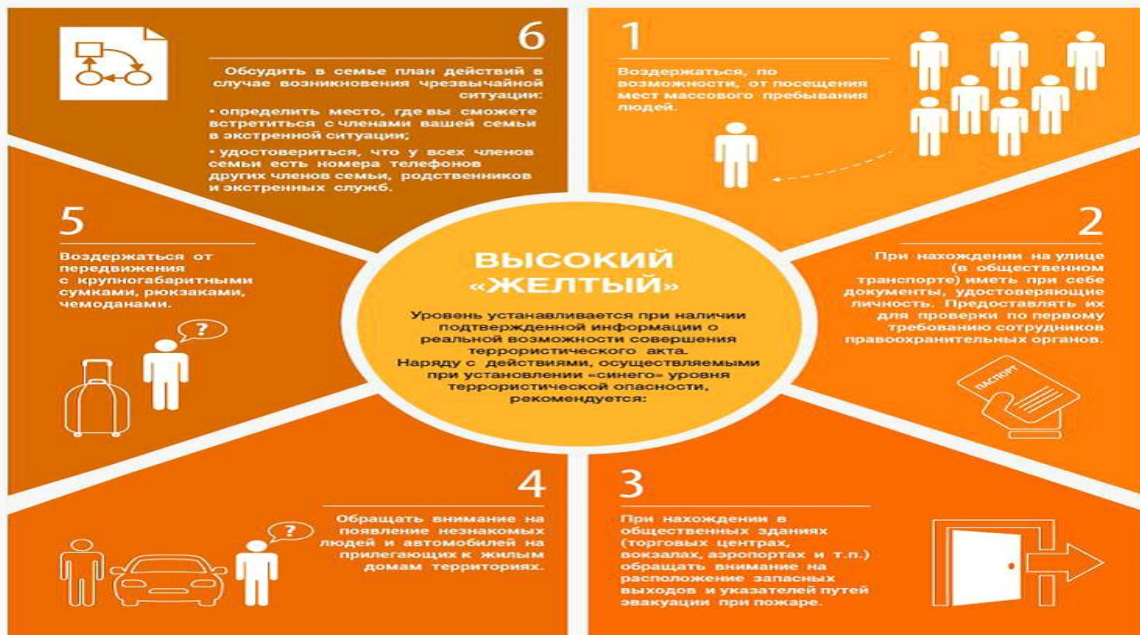 ВЫСОКИЙ
«ЖЕЛТЫЙ»
Уровень устанавливается при наличии
подтвержденной информации о
реальной возможности совершения
террористического акта.
Наряду с действиями, осуществляемыми
при установлении «синего» уровня
террористической опасности,
рекомендуется:
1
Воздержаться, по
возможности, от посещения
мест массового пребывания
людей.
2
При нахождении на улице
(в общественном
транспорте) иметь при себе
документы, удостоверяющие
личность. Предоставлять их
для проверки по первому
требованию сотрудников
правоохранительных органов.
ПАСПОРТ
3
При нахождении в
общественных зданиях
(торговых центрах,
вокзалах, аэропортах и т.п.)
обращать внимание на
расположение запасных
выходов и указателей путей
эвакуации при пожаре.
4
Обращать внимание на
появление незнакомых
людей и автомобилей на
прилегающих к жилым
домам территориях.
?
5
Воздержаться от
передвижения
с крупногабаритными
сумками, рюкзаками,
чемоданами.
?
6
Обсудить в семье план действий в
случае возникновения чрезвычайной
ситуации:
• определить место, где вы сможете
встретиться с членами вашей семьи
в экстренной ситуации;
• удостовериться, что у всех членов
семьи есть номера телефонов
других членов семьи, родственников
и экстренных служб.